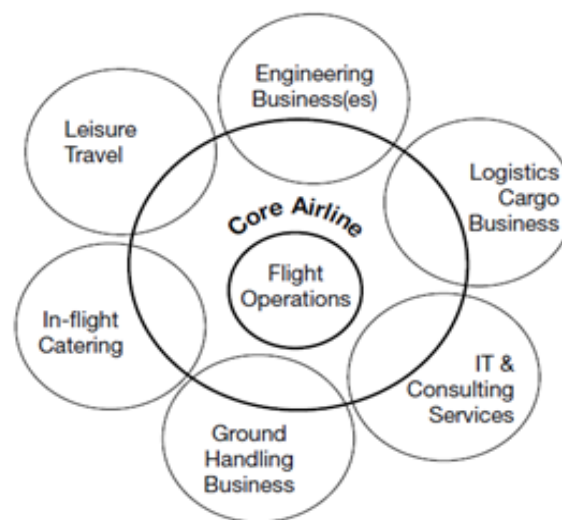 Engineering
Business(es)
Leisure
Travel
Logistics
Cargo
Business
Core Airline
Flight
Operations
In-flight
Catering
IT &
Consulting
Services
Ground
Handling
Business